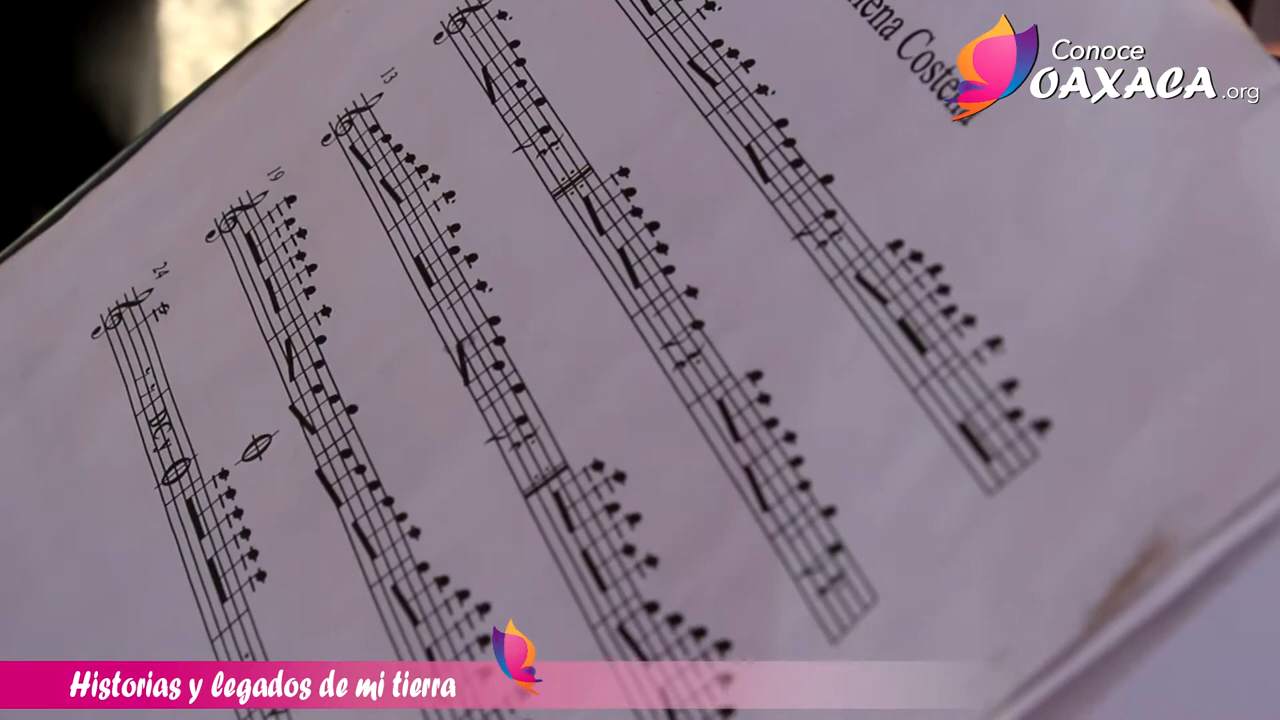 Conoce
OAXACA.org
13
19
24
Historias y legados de mi tierra